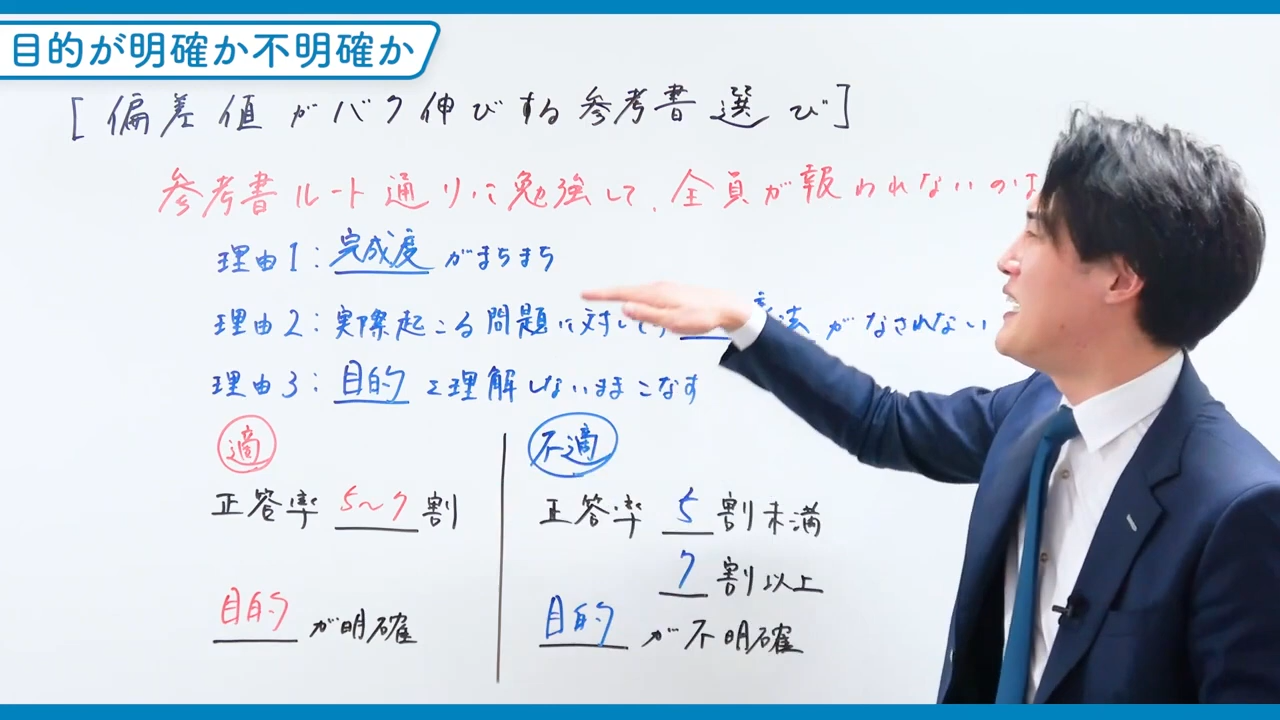 目的が明確か不明確か
[偏差値がバク伸びする参考書選び]
参考書ルート通りに勉強して、全員が報われないのは
理由1：完成度がまちまち
理由2：実際起こる問題に対して がなされない
理由3：目的を理解しないままこなす
適
正答率 5〜7割
目的が明確
不適
正答率 5割未満
7割以上
目的が不明確